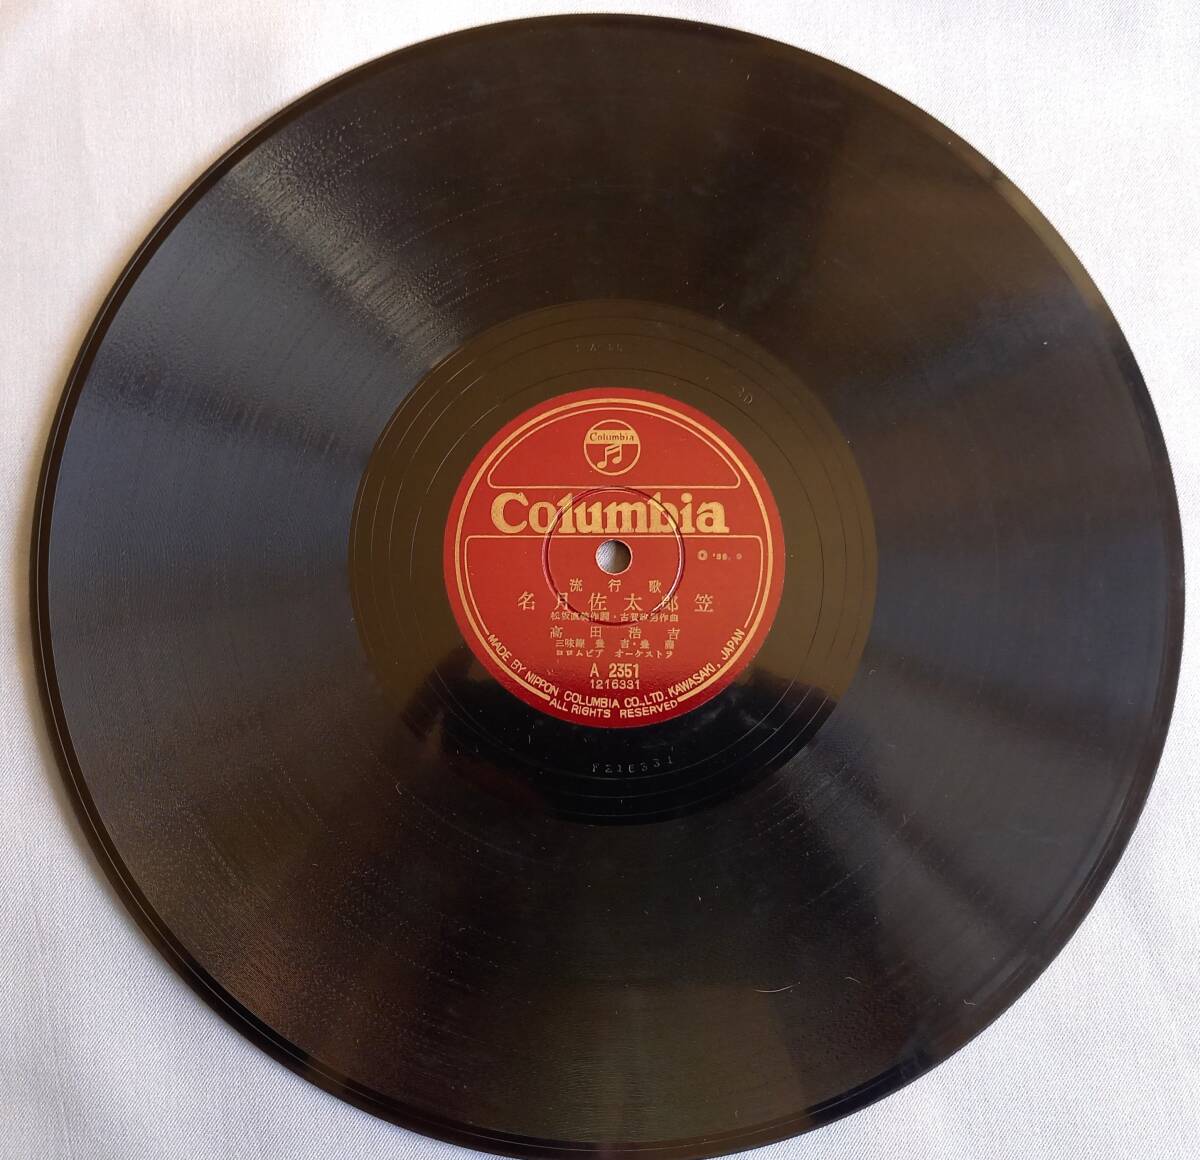 Columbia
Columbia
流行歌
名月佐太郎笠
松坂直美作詞・古賀政男作曲
高田浩吉
三味線 豊吉・豊藤
コロムビア オーケストラ
A 2351
1216331
MADE BY NIPPON COLUMBIA CO.,LTD. KAWASAKI, JAPAN
ALL RIGHTS RESERVED
1216331